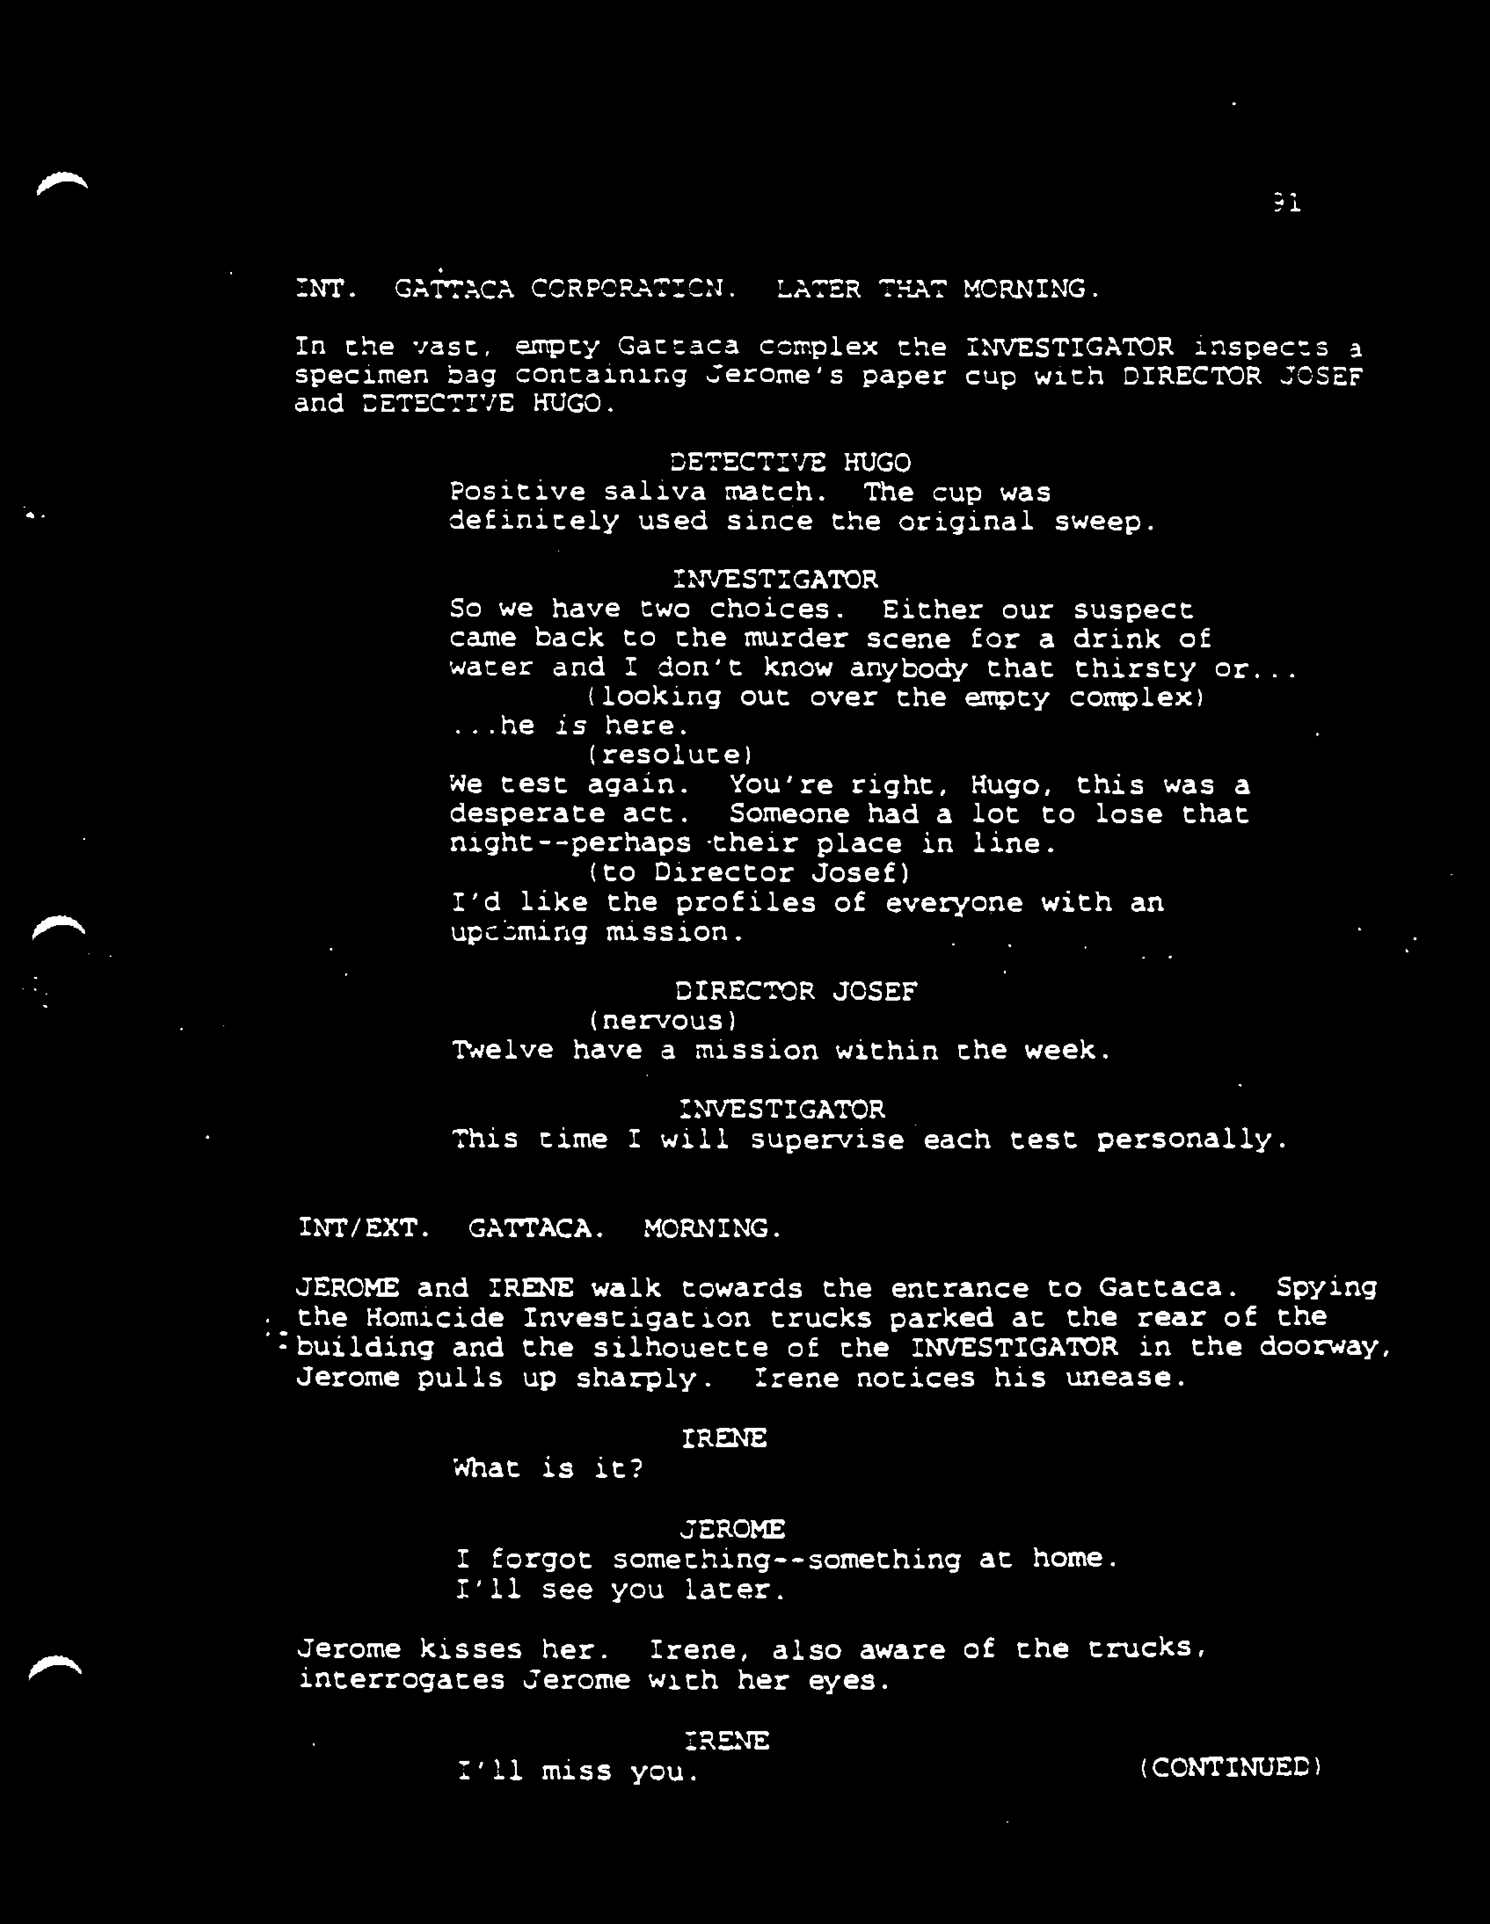 91
INT. GATTACA CORPORATION. LATER THAT MORNING.
In the vast, empty Gattaca complex the INVESTIGATOR inspects a
specimen bag containing Jerome's paper cup with DIRECTOR JOSEF
and DETECTIVE HUGO.
DETECTIVE HUGO
Positive saliva match. The cup was
definitely used since the original sweep.
INVESTIGATOR
So we have two choices. Either our suspect
came back to the murder scene for a drink of
water and I don't know anybody that thirsty or...
(looking out over the empty complex)
...he is here.
(resolute)
We test again. You're right, Hugo, this was a
desperate act. Someone had a lot to lose that
night--perhaps their place in line.
(to Director Josef)
I'd like the profiles of everyone with an
upcoming mission.
DIRECTOR JOSEF
(nervous)
Twelve have a mission within the week.
INVESTIGATOR
This time I will supervise each test personally.
INT/EXT. GATTACA. MORNING.
JEROME and IRENE walk towards the entrance to Gattaca. Spying
the Homicide Investigation trucks parked at the rear of the
building and the silhouette of the INVESTIGATOR in the doorway,
Jerome pulls up sharply. Irene notices his unease.
IRENE
What is it?
JEROME
I forgot something--something at home.
I'll see you later.
Jerome kisses her. Irene, also aware of the trucks,
interrogates Jerome with her eyes.
IRENE
I'll miss you.
(CONTINUED)